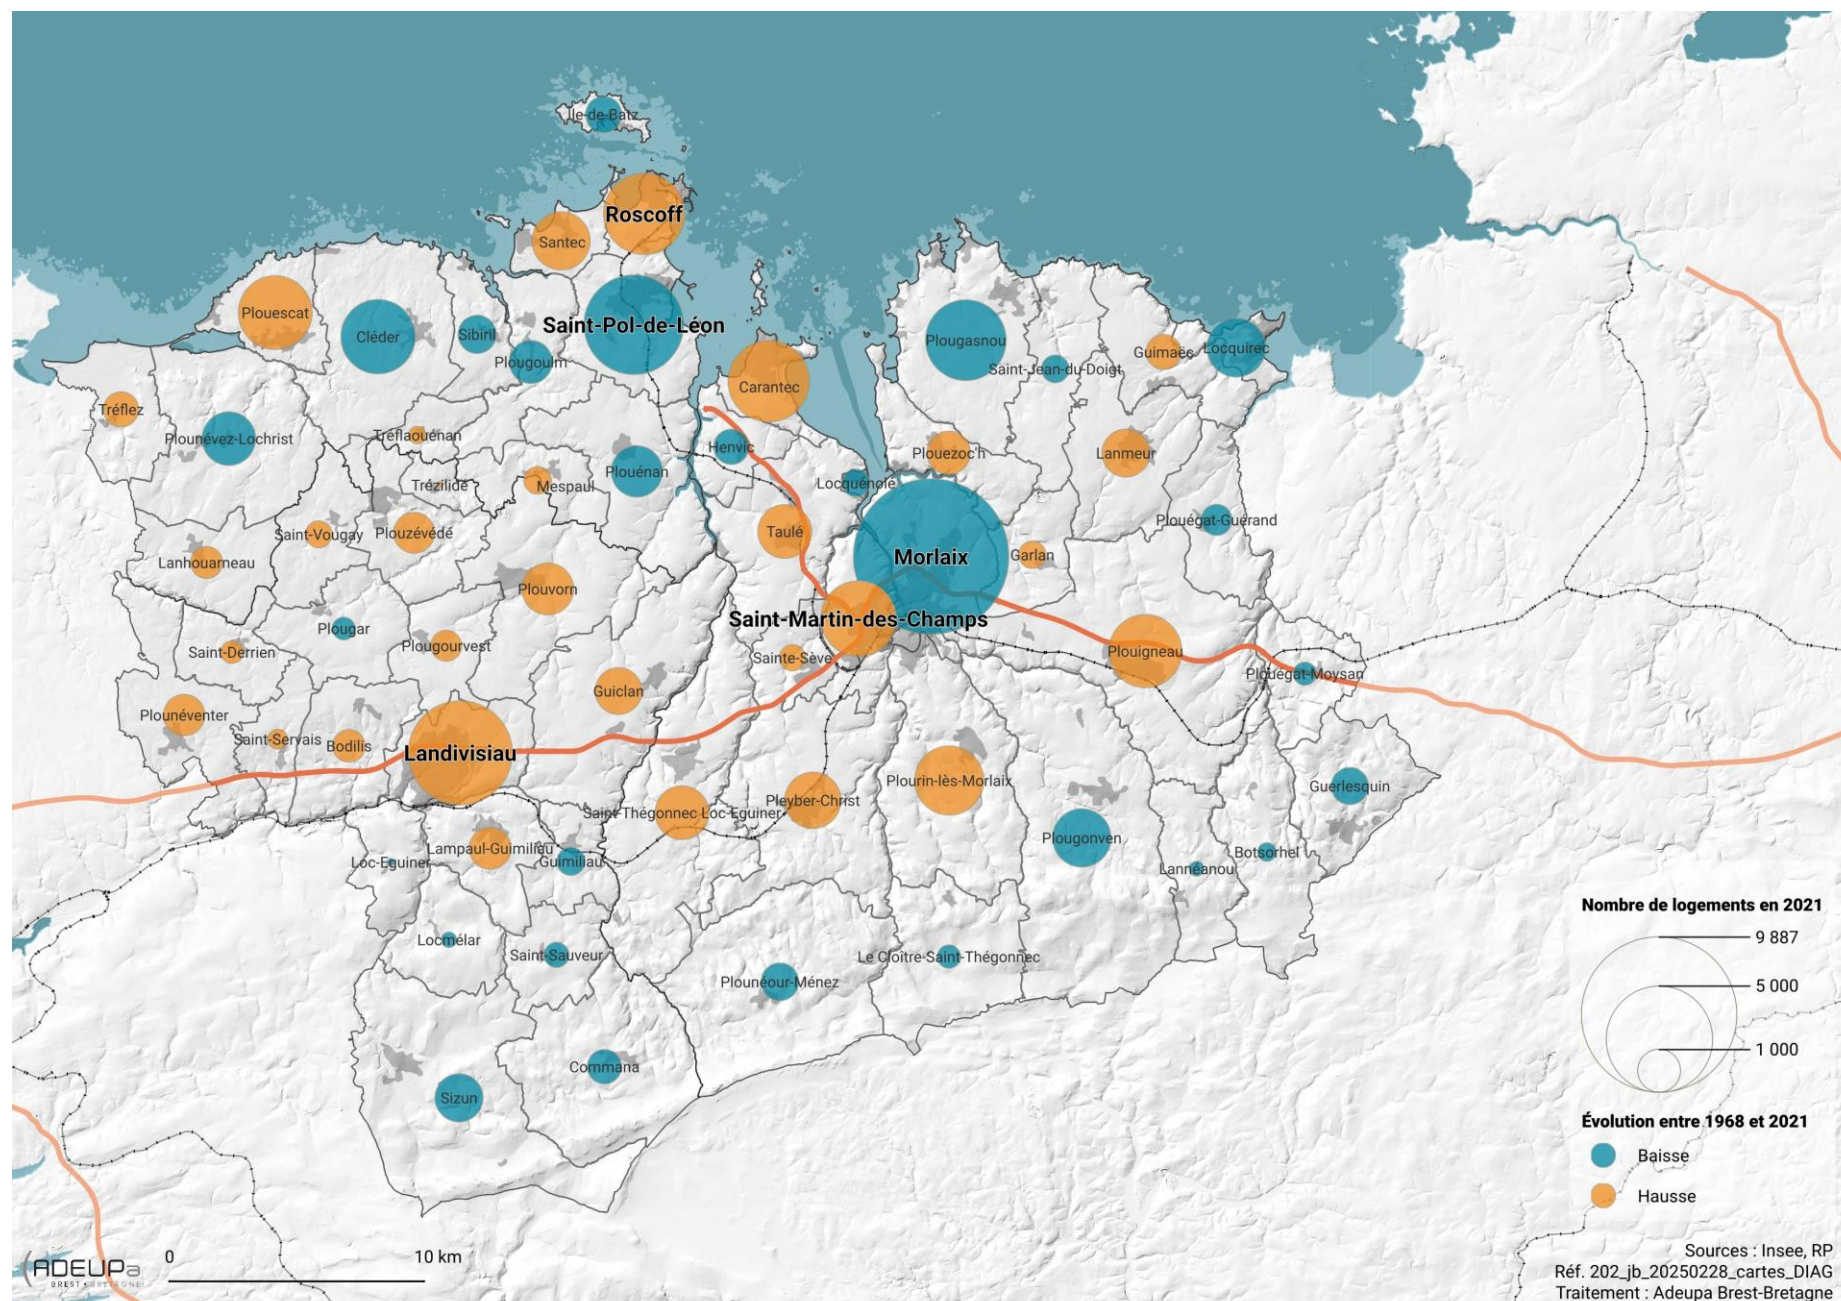 Île-de-Batz
Roscoff
Santec
Plouescat
Cléder
Sibiril
Saint-Pol-de-Léon
Plougoulm
Carantec
Plougasnou
Saint-Jean-du-Doigt
Guimaës
Locquirec
Tréflez
Plounévez-Lochrist
Tréflaouénan
Henvic
Plouezoc'h
Lanmeur
Plouénan
Trézilidé
Mespaul
Locquénolé
Saint-Vougay
Plouzévédé
Taulé
Plouégat-Guérand
Lanhouarneau
Morlaix
Garlan
Plouvorn
Saint-Martin-des-Champs
Plougar
Saint-Derrien
Plougourvest
Sainte-Sève
Plouigneau
Plouégat-Moysan
Guiclan
Plounéventer
Saint-Servais
Bodilis
Landivisiau
Plourin-lès-Morlaix
Guerlesquin
Saint-Thégonnec Loc-Eguiner
Pleyber-Christ
Plougonven
Lampaul-Guimiliau
Loc-Eguiner
Guimiliau
Botsorhel
Lannéanou
Locmélar
Saint-Sauveur
Le Cloître-Saint-Thégonnec
Plounéour-Ménez
Commana
Sizun
Nombre de logements en 2021
9 887
5 000
1 000
Évolution entre 1968 et 2021
Baisse
Hausse
0
10 km
ADEUPa
BREST • BRETAGNE
Sources : Insee, RP
Réf. 202_jb_20250228_cartes_DIAG
Traitement : Adeupa Brest-Bretagne